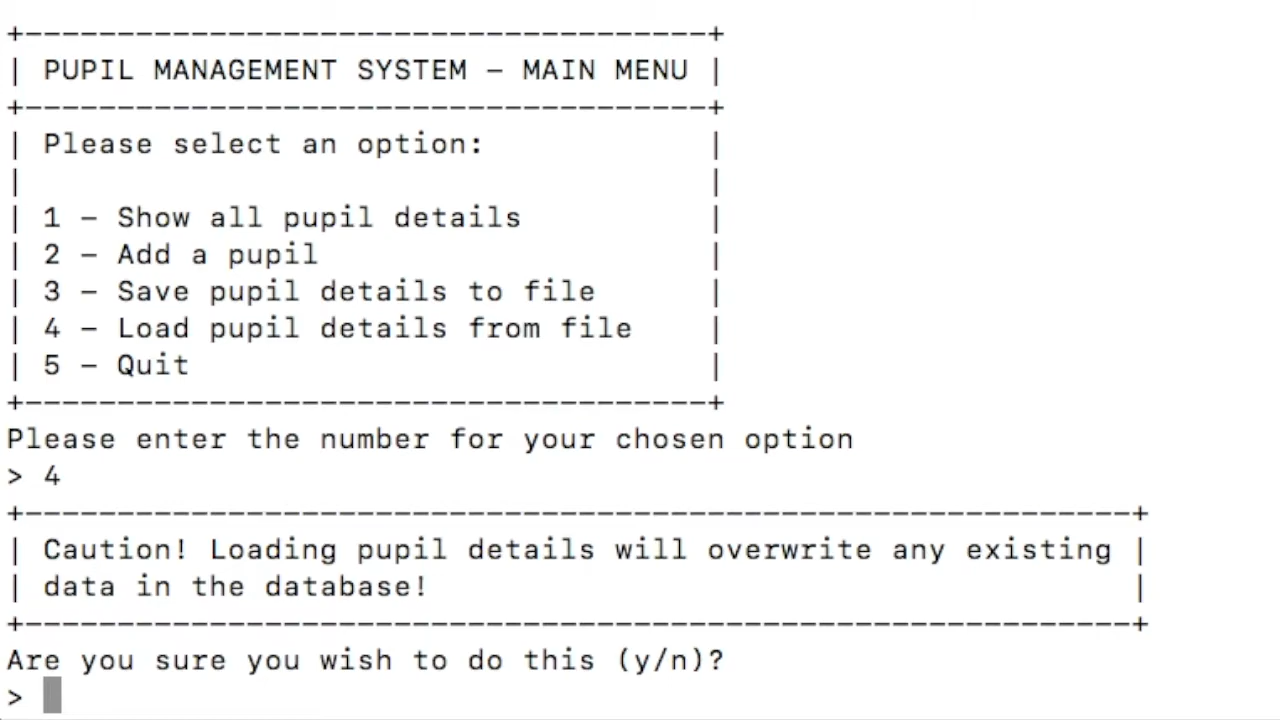 +-------------------------------------+
| PUPIL MANAGEMENT SYSTEM - MAIN MENU |
+-------------------------------------+
| Please select an option:            |
|                                     |
| 1 - Show all pupil details          |
| 2 - Add a pupil                     |
| 3 - Save pupil details to file      |
| 4 - Load pupil details from file    |
| 5 - Quit                            |
+-------------------------------------+
Please enter the number for your chosen option
> 4
+------------------------------------------------------------+
| Caution! Loading pupil details will overwrite any existing |
| data in the database!                                      |
+------------------------------------------------------------+
Are you sure you wish to do this (y/n)?
>